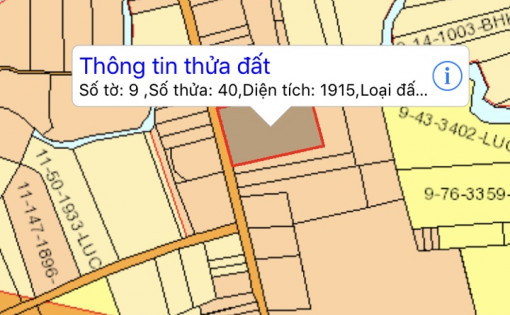 Thông tin thửa đất
Số tờ: 9 ,Số thửa: 40,Diện tích: 1915,Loại đấ...
9-14-1003-BHK
9-43-3402-LUC
9-76-3359-
11-50-1933-LUC
11-147-1896-